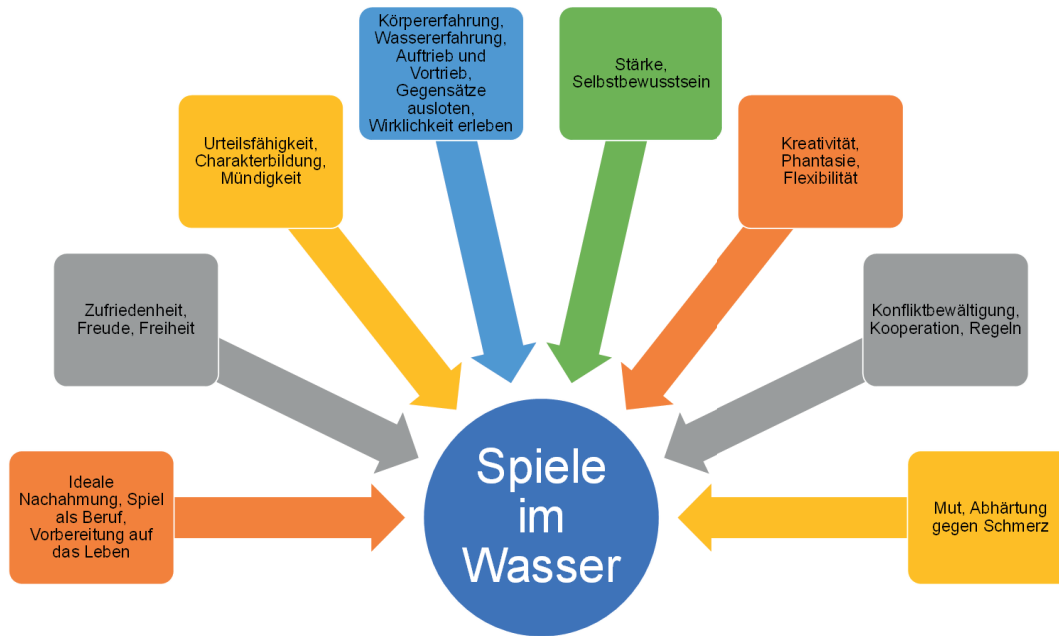 Körpererfahrung,
Wassererfahrung,
Auftrieb und
Vortrieb,
Gegensätze
ausloten,
Wirklichkeit erleben
Stärke,
Selbstbewusstsein
Urteilsfähigkeit,
Charakterbildung,
Mündigkeit
Kreativität,
Phantasie,
Flexibilität
Zufriedenheit,
Freude, Freiheit
Konfliktbewältigung,
Kooperation, Regeln
Ideale
Nachahmung, Spiel
als Beruf,
Vorbereitung auf
das Leben
Spiele
im
Wasser
Mut, Abhärtung
gegen Schmerz